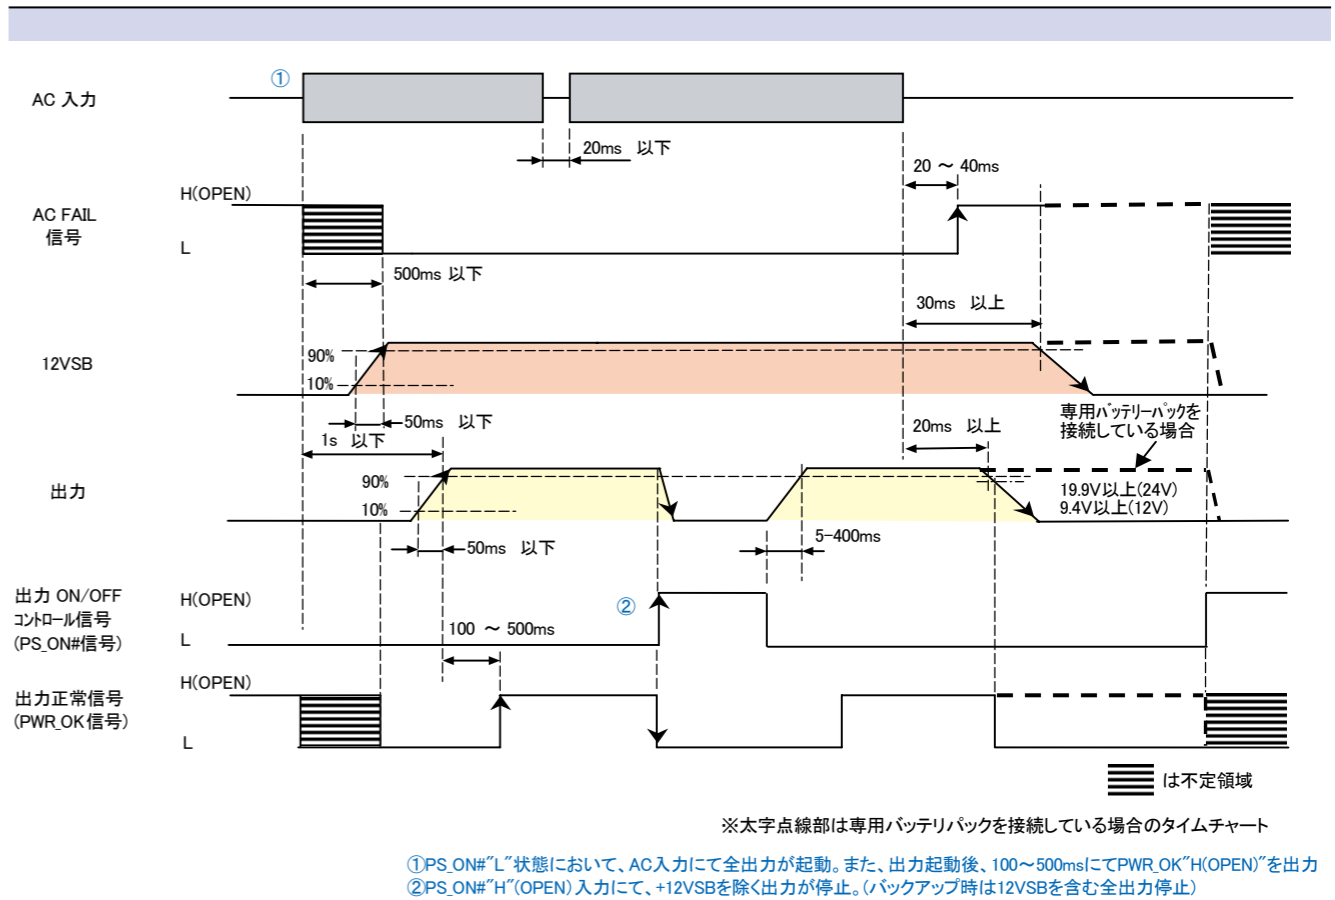 ①
AC 入力
20ms 以下
20 ～ 40ms
H(OPEN)
AC FAIL
信号
L
500ms 以下
30ms 以上
12VSB
90%
10%
50ms 以下
1s 以下
20ms 以上
専用バッテリーパックを
接続している場合
出力
90%
10%
19.9V以上(24V)
9.4V以上(12V)
50ms 以下
5-400ms
出力 ON/OFF
コントロール信号
(PS_ON#信号)
H(OPEN)
②
L
100 ～ 500ms
出力正常信号
(PWR_OK信号)
H(OPEN)
L
は不定領域
※太字点線部は専用バッテリパックを接続している場合のタイムチャート
①PS_ON#"L"状態において、AC入力にて全出力が起動。また、出力起動後、100～500msにてPWR_OK"H(OPEN)"を出力
②PS_ON#"H"(OPEN)入力にて、+12VSBを除く出力が停止。(バックアップ時は12VSBを含む全出力停止)